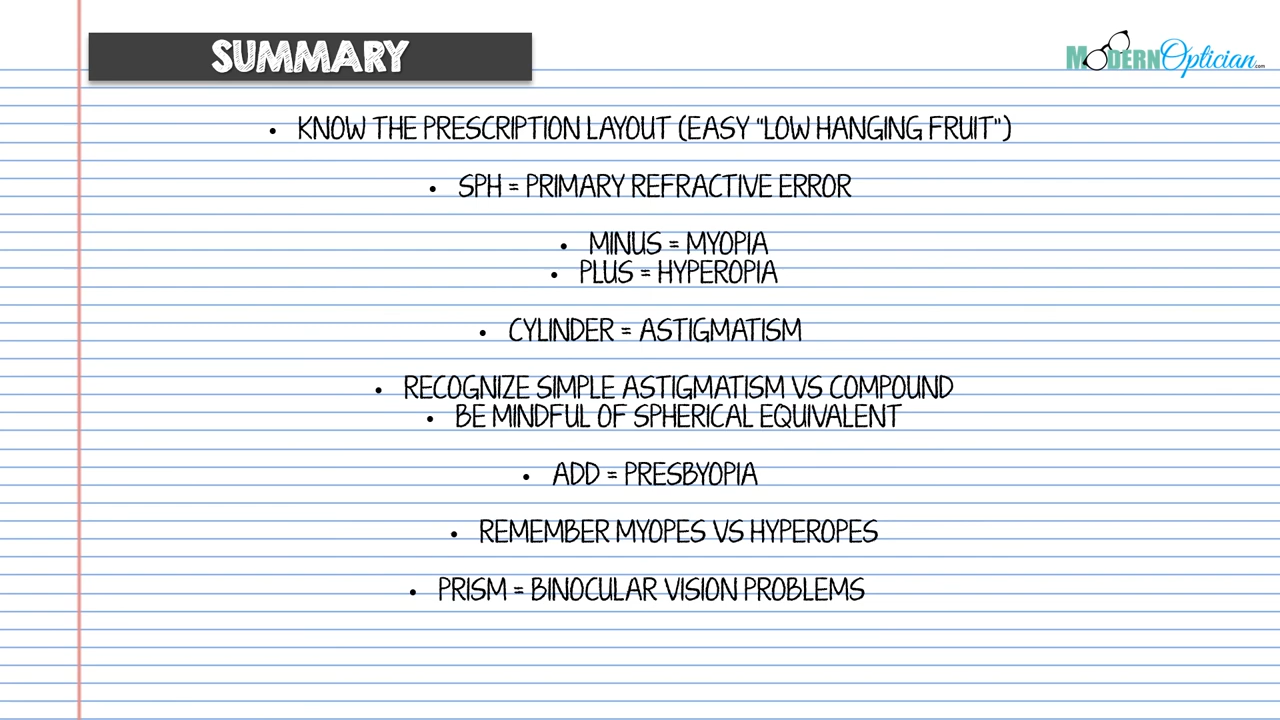 SUMMARY
MODERNOptician.com
• KNOW THE PRESCRIPTION LAYOUT (EASY "LOW HANGING FRUIT")
• SPH = PRIMARY REFRACTIVE ERROR
• MINUS = MYOPIA
• PLUS = HYPEROPIA
• CYLINDER = ASTIGMATISM
• RECOGNIZE SIMPLE ASTIGMATISM VS COMPOUND
• BE MINDFUL OF SPHERICAL EQUIVALENT
• ADD = PRESBYOPIA
• REMEMBER MYOPES VS HYPEROPES
• PRISM = BINOCULAR VISION PROBLEMS